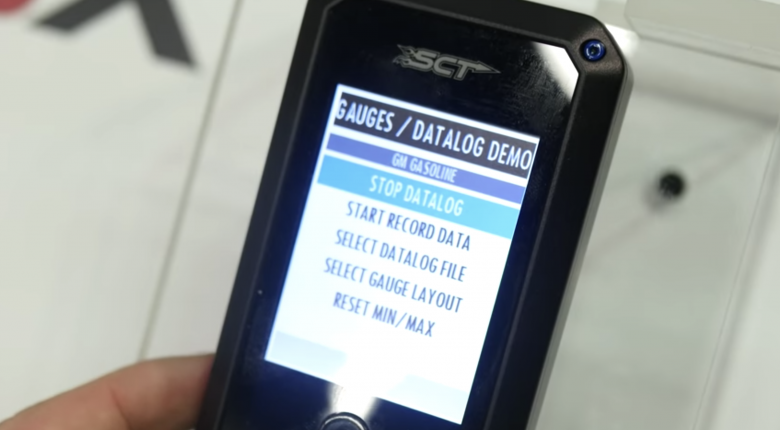 SCT
GAUGES / DATALOG DEMO
GM GASOLINE
STOP DATALOG
START RECORD DATA
SELECT DATALOG FILE
SELECT GAUGE LAYOUT
RESET MIN/MAX